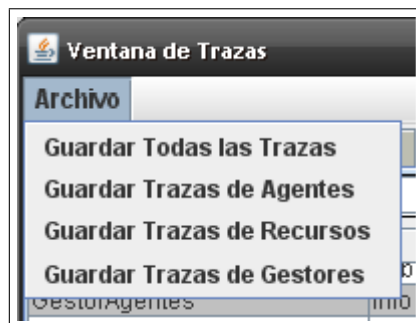 Ventana de Trazas
Archivo
Guardar Todas las Trazas
Guardar Trazas de Agentes
Guardar Trazas de Recursos
Guardar Trazas de Gestores
GestorAgentes